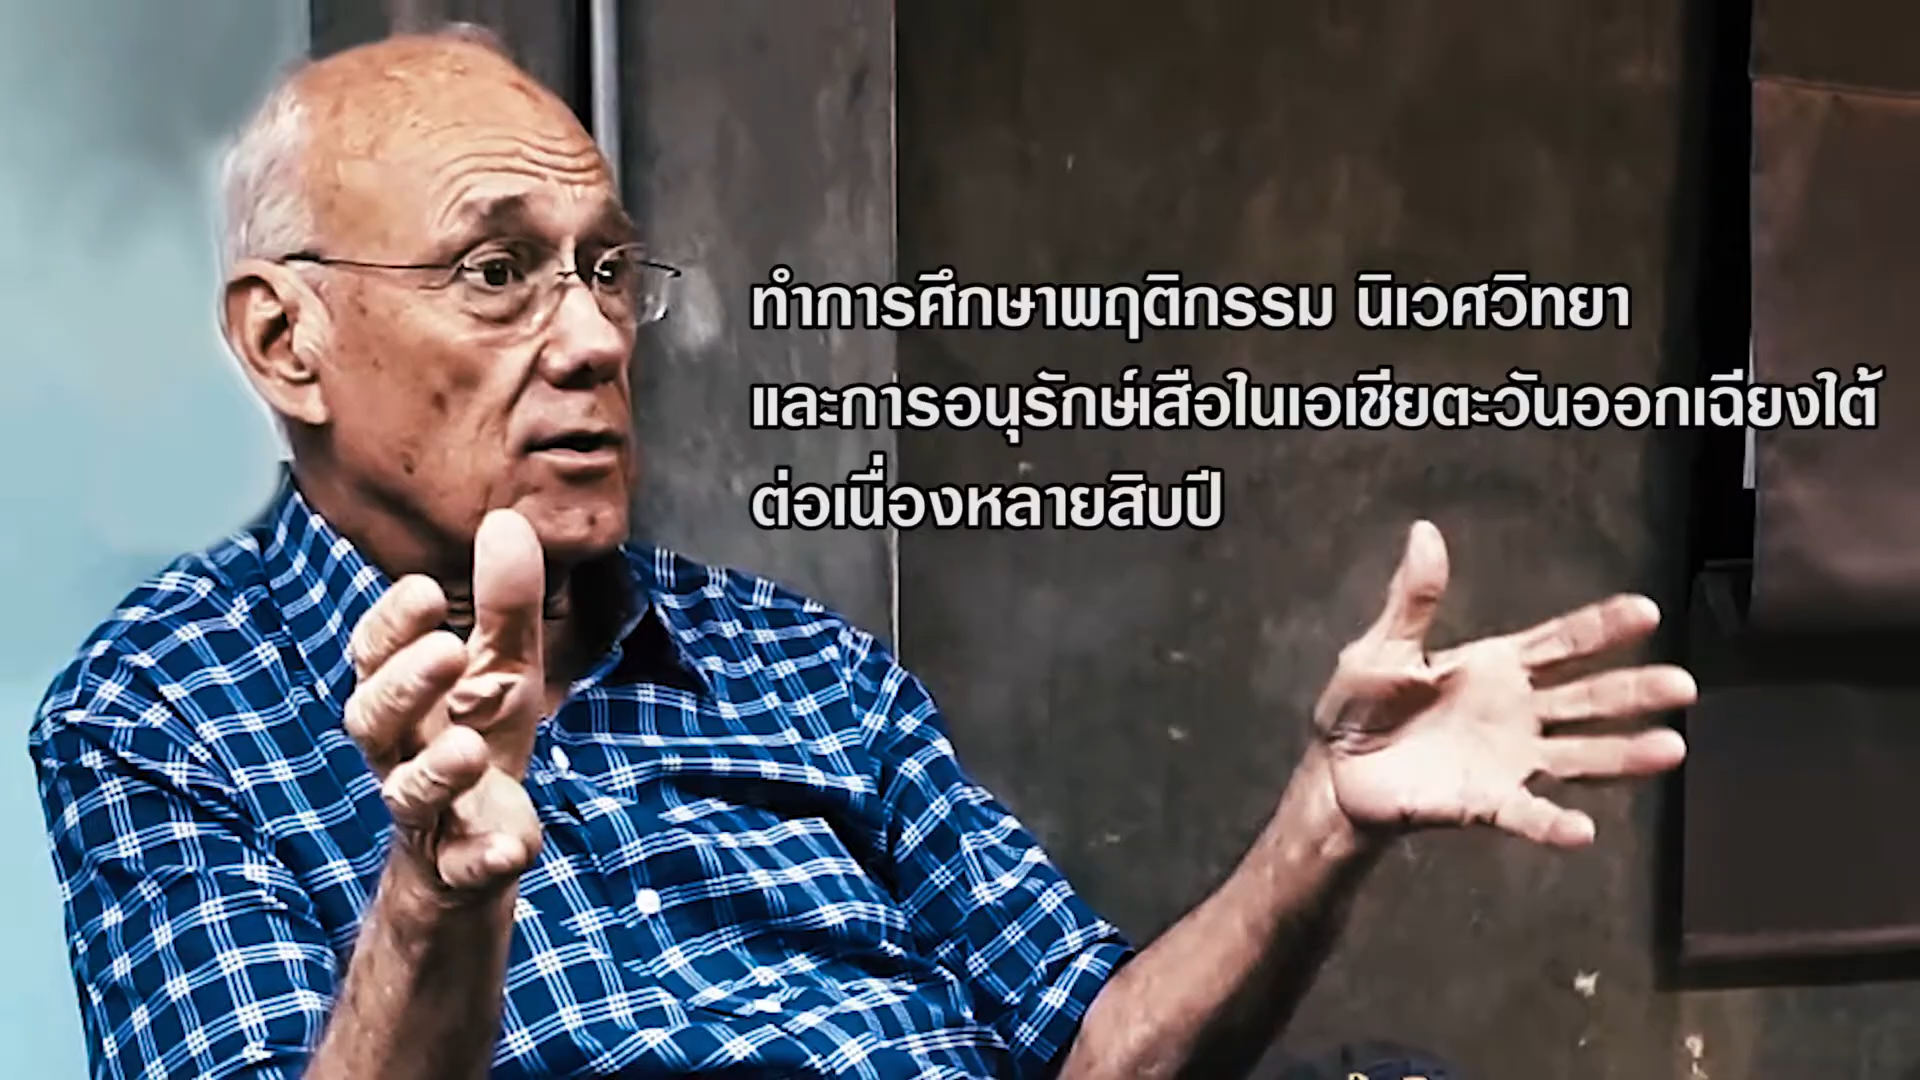 ทำการศึกษาพฤติกรรม นิเวศวิทยา
และการอนุรักษ์เสือในเอเชียตะวันออกเฉียงใต้
ต่อเนื่องหลายสิบปี